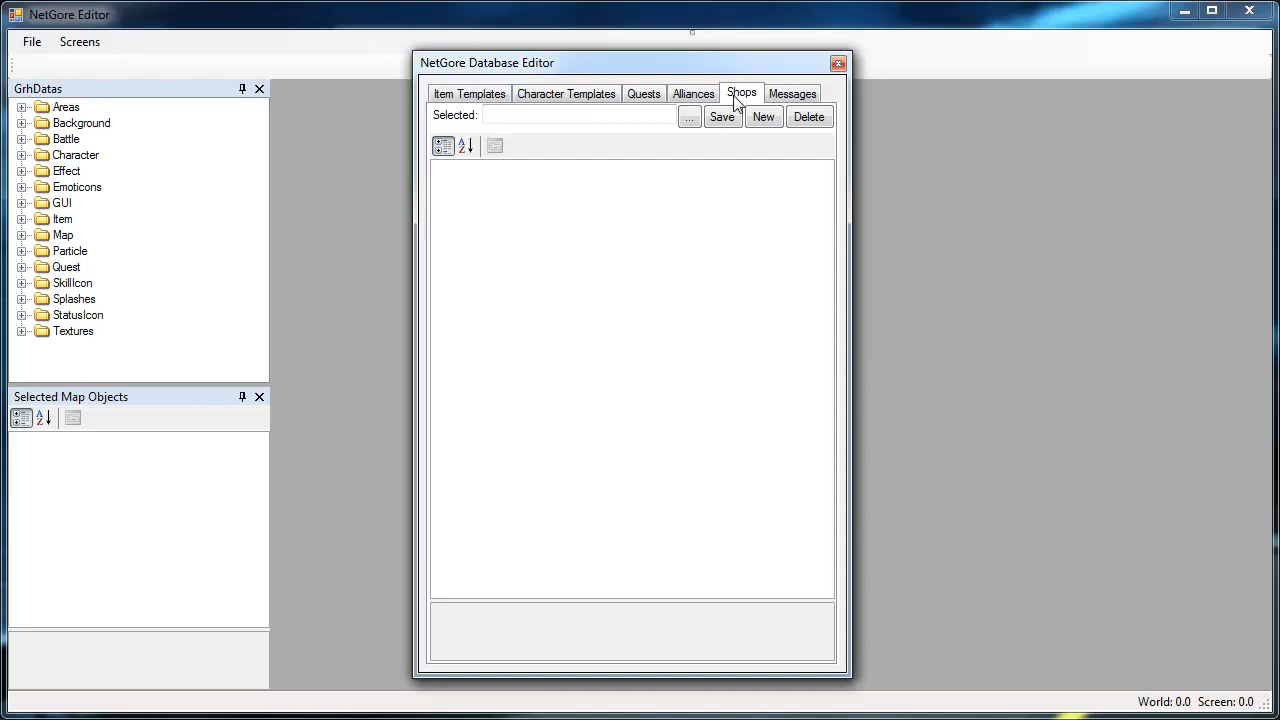 NetGore Editor
File Screens
GrhDatas
Areas
Background
Battle
Character
Effect
Emoticons
GUI
Item
Map
Particle
Quest
SkillIcon
Splashes
StatusIcon
Textures
Selected Map Objects
NetGore Database Editor
Item Templates Character Templates Quests Alliances Shops Messages
Selected: ... Save New Delete
World: 0.0 Screen: 0.0